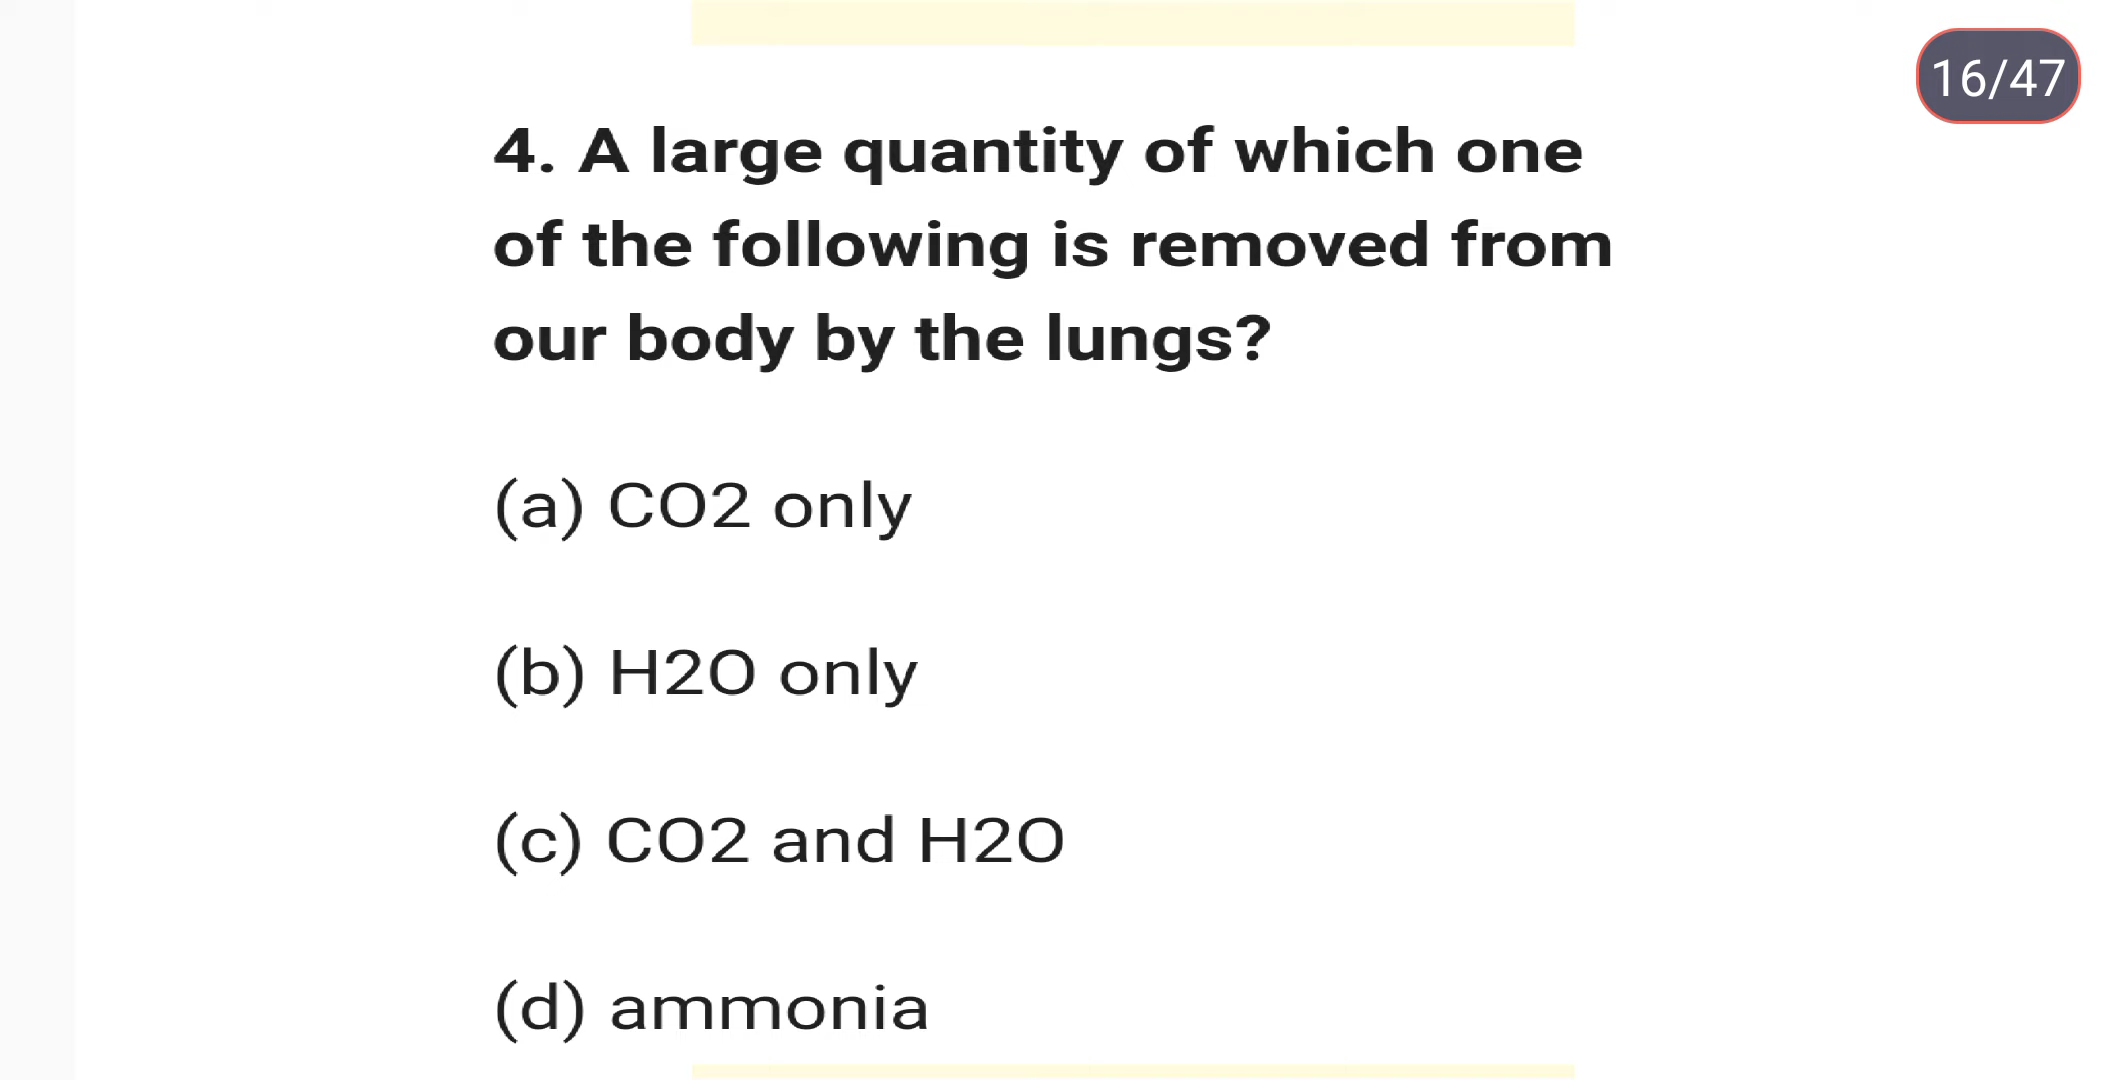 16/47
4. A large quantity of which one
of the following is removed from
our body by the lungs?
(a) CO2 only
(b) H2O only
(c) CO2 and H2O
(d) ammonia